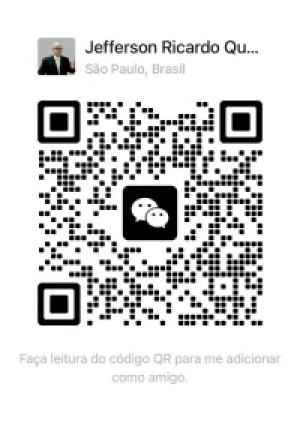 Jefferson Ricardo Qu...
São Paulo, Brasil
Faça leitura do código QR para me adicionar
como amigo.